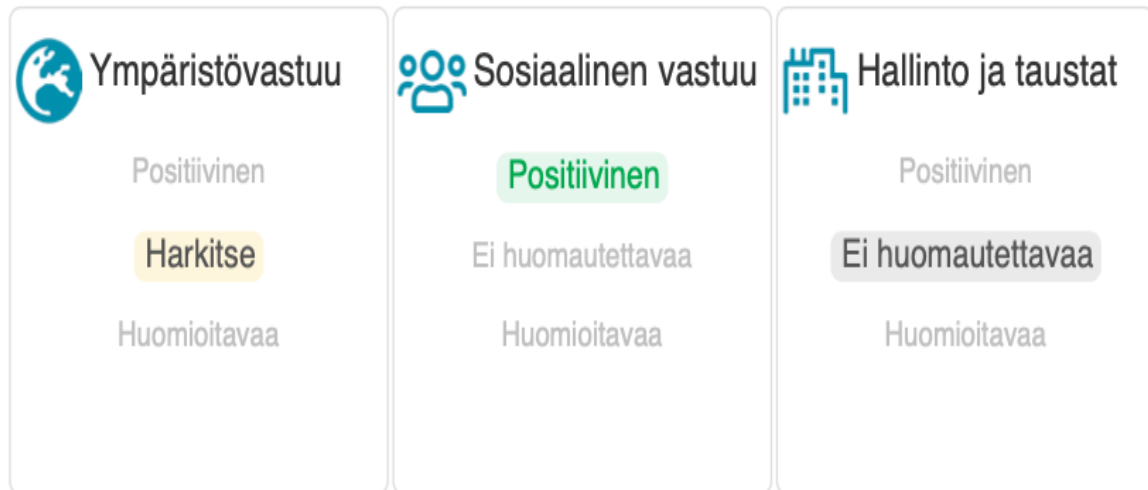 Ympäristövastuu
Positiivinen
Harkitse
Huomioitavaa
Sosiaalinen vastuu
Positiivinen
Ei huomautettavaa
Huomioitavaa
Hallinto ja taustat
Positiivinen
Ei huomautettavaa
Huomioitavaa